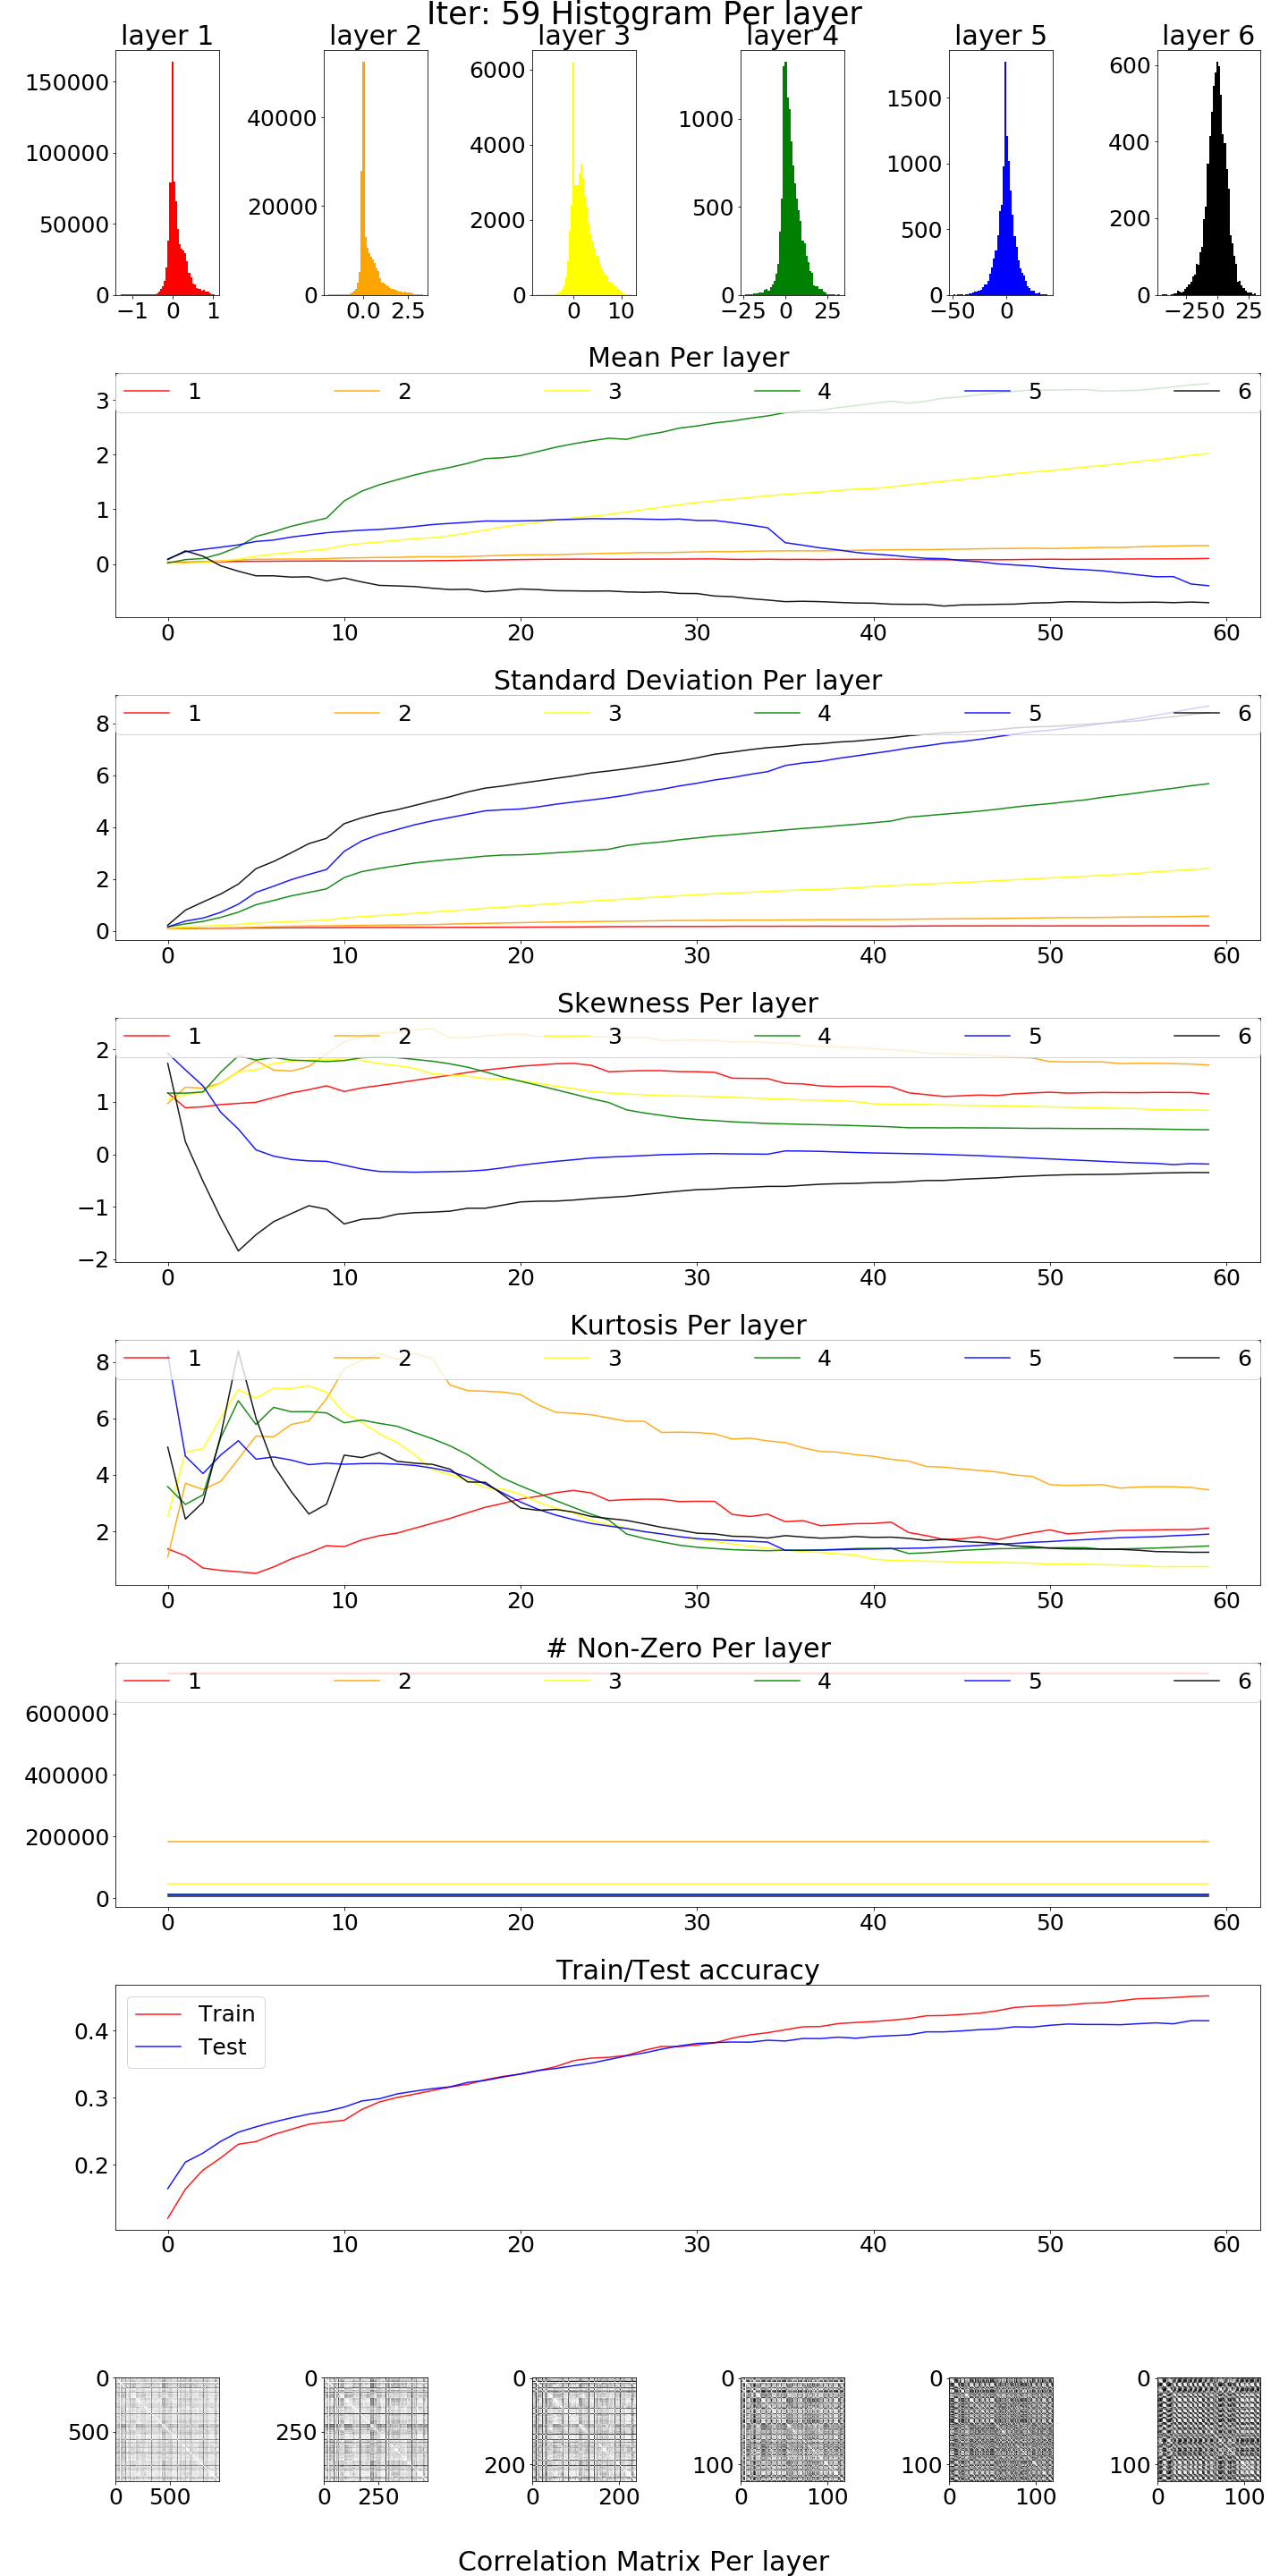 Iter: 59 Histogram Per layer
layer 1 layer 2 layer 3 layer 4 layer 5 layer 6
150000 100000 50000 0 −1 0 1
40000 20000 0 0.0 2.5
6000 4000 2000 0 0 10
1000 500 0 −25 0 25
1500 1000 500 0 −50 0
600 400 200 0 −25 0 25
Mean Per layer
1 2 3 4 5 6
3
2
1
0
0 10 20 30 40 50 60
Standard Deviation Per layer
1 2 3 4 5 6
8
6
4
2
0
0 10 20 30 40 50 60
Skewness Per layer
1 2 3 4 5 6
2
1
0
−1
−2
0 10 20 30 40 50 60
Kurtosis Per layer
1 2 3 4 5 6
8
6
4
2
0 10 20 30 40 50 60
# Non-Zero Per layer
1 2 3 4 5 6
600000
400000
200000
0
0 10 20 30 40 50 60
Train/Test accuracy
Train
Test
0.4
0.3
0.2
0 10 20 30 40 50 60
0 500 0 500
0 250 0 250
0 200 0 200
0 100 0 100
0 100 0 100
0 100 0 100
Correlation Matrix Per layer